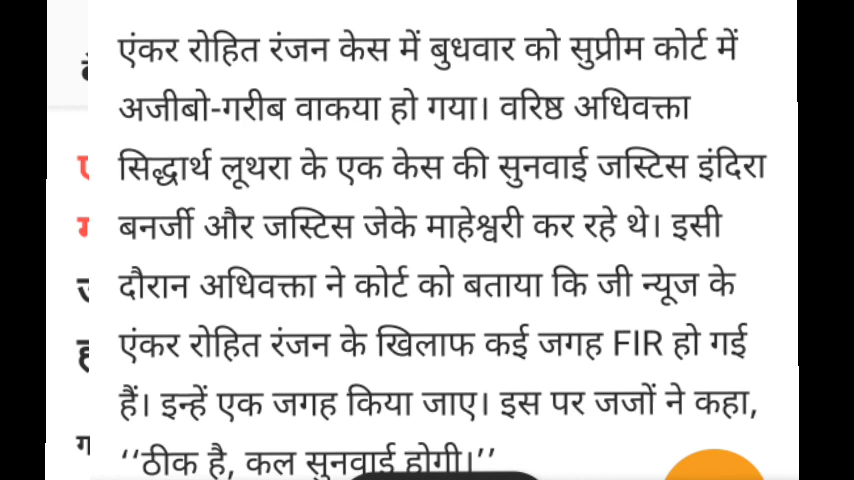 एंकर रोहित रंजन केस में बुधवार को सुप्रीम कोर्ट में
अजीबो-गरीब वाकया हो गया। वरिष्ठ अधिवक्ता
सिद्धार्थ लूथरा के एक केस की सुनवाई जस्टिस इंदिरा
बनर्जी और जस्टिस जेके माहेश्वरी कर रहे थे। इसी
दौरान अधिवक्ता ने कोर्ट को बताया कि जी न्यूज के
एंकर रोहित रंजन के खिलाफ कई जगह FIR हो गई
हैं। इन्हें एक जगह किया जाए। इस पर जजों ने कहा,
‘‘ठीक है, कल सुनवाई होगी।’’